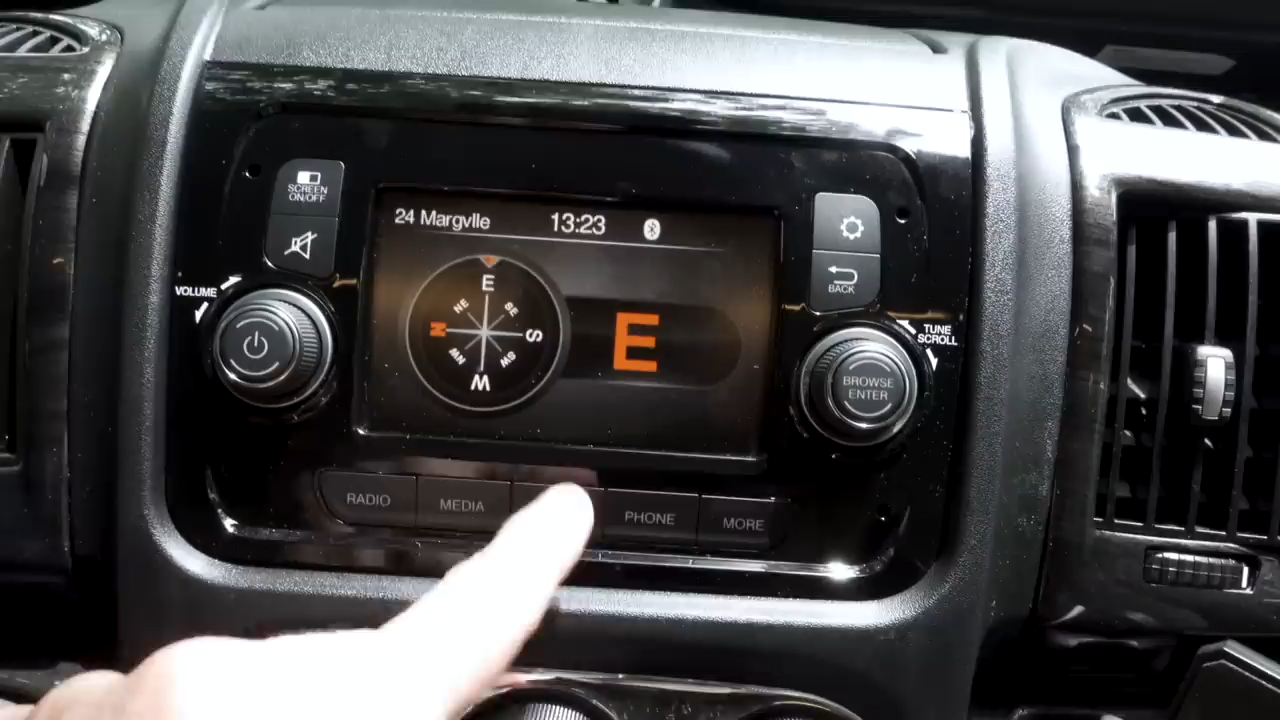 SCREEN
ON/OFF
24 Margvlle 13:23
VOLUME
E
NE
SE
N
S
NW
SW
W
E
BACK
TUNE
SCROLL
BROWSE
ENTER
RADIO
MEDIA
PHONE
MORE